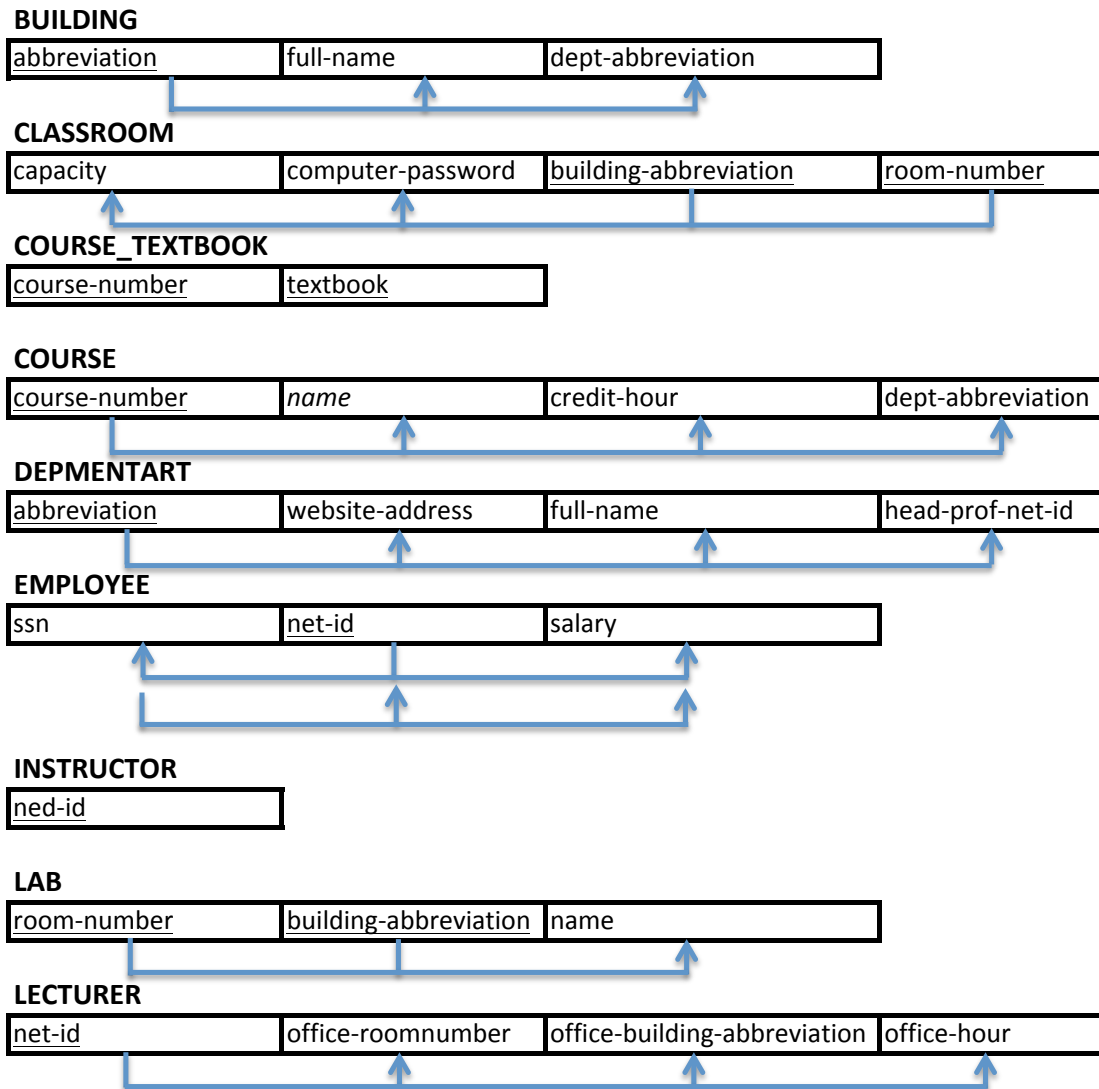 BUILDING
abbreviation full-name dept-abbreviation
CLASSROOM
capacity computer-password building-abbreviation room-number
COURSE_TEXTBOOK
course-number textbook
COURSE
course-number name credit-hour dept-abbreviation
DEPMENTART
abbreviation website-address full-name head-prof-net-id
EMPLOYEE
ssn net-id salary
INSTRUCTOR
ned-id
LAB
room-number building-abbreviation name
LECTURER
net-id office-roomnumber office-building-abbreviation office-hour